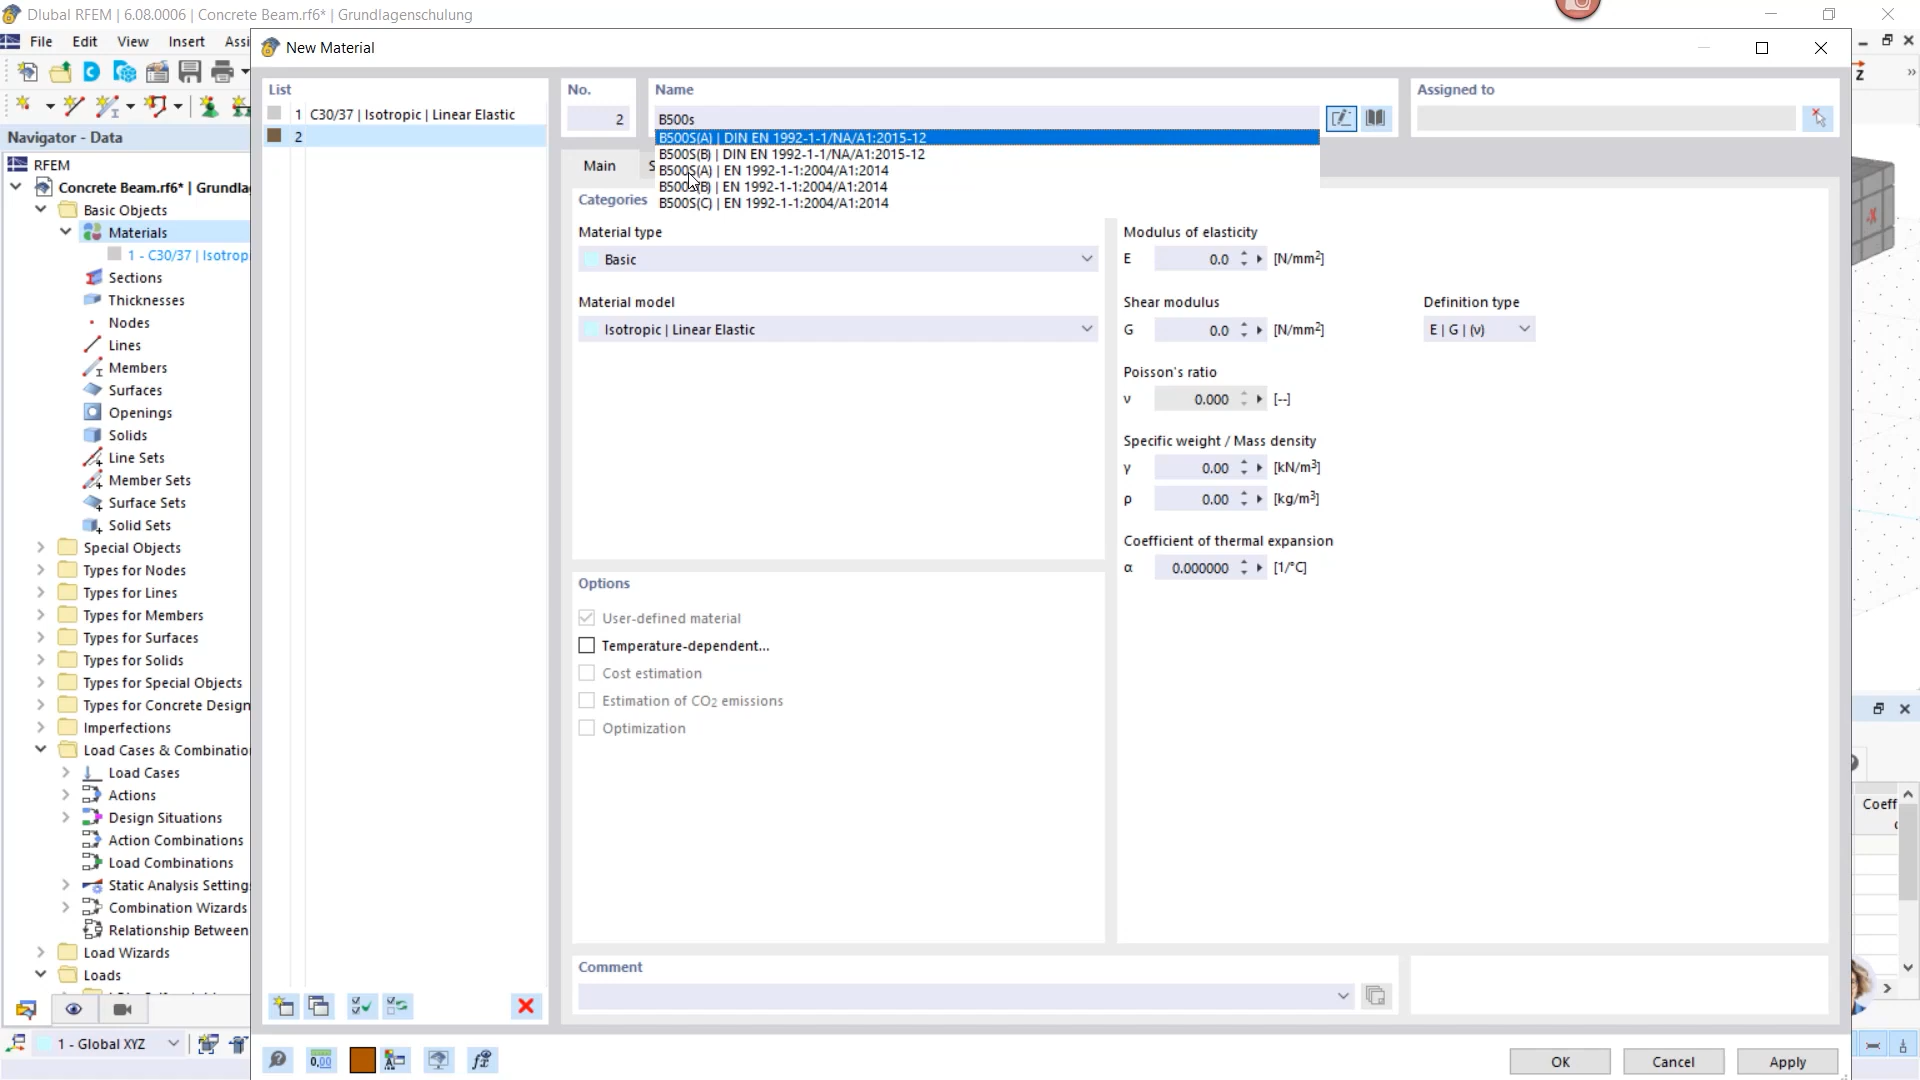 Dlubal RFEM | 6.08.0006 | Concrete Beam.rf6* | Grundlagenschulung
File Edit View Insert Assi
New Material
List
1 C30/37 | Isotropic | Linear Elastic
2
No.
2
Name
B500s
B500S(A) | DIN EN 1992-1-1/NA/A1:2015-12
B500S(B) | DIN EN 1992-1-1/NA/A1:2015-12
B500S(A) | EN 1992-1-1:2004/A1:2014
B500S(B) | EN 1992-1-1:2004/A1:2014
B500S(C) | EN 1992-1-1:2004/A1:2014
Assigned to
Main
Categories
Material type
Basic
Material model
Isotropic | Linear Elastic
Modulus of elasticity
E 0.0 [N/mm²]
Shear modulus
G 0.0 [N/mm²]
Definition type
E | G | (ν)
Poisson's ratio
ν 0.000 [--]
Specific weight / Mass density
γ 0.00 [kN/m³]
ρ 0.00 [kg/m³]
Coefficient of thermal expansion
α 0.000000 [1/°C]
Options
User-defined material
Temperature-dependent...
Cost estimation
Estimation of CO₂ emissions
Optimization
Comment
OK Cancel Apply
Navigator - Data
RFEM
Concrete Beam.rf6* | Grundla
Basic Objects
Materials
1 - C30/37 | Isotrop
Sections
Thicknesses
Nodes
Lines
Members
Surfaces
Openings
Solids
Line Sets
Member Sets
Surface Sets
Solid Sets
Special Objects
Types for Nodes
Types for Lines
Types for Members
Types for Surfaces
Types for Solids
Types for Special Objects
Types for Concrete Design
Imperfections
Load Cases & Combinatio
Load Cases
Actions
Design Situations
Action Combinations
Load Combinations
Static Analysis Setting
Combination Wizards
Relationship Between
Load Wizards
Loads
1 - Global XYZ
Z
-X
Coeff
0,00